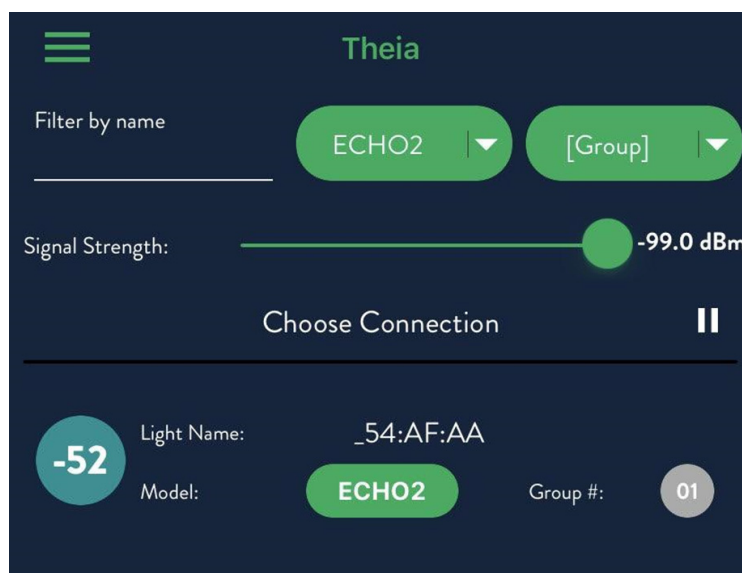 Theia
Filter by name
ECHO2
[Group]
Signal Strength:
-99.0 dBm
Choose Connection
-52
Light Name:
_54:AF:AA
Model:
ECHO2
Group #:
01